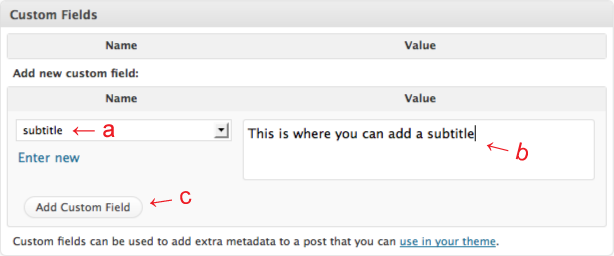 Custom Fields
Name Value
Add new custom field:
Name Value
subtitle a This is where you can add a subtitle
b
Enter new
c
Add Custom Field
Custom fields can be used to add extra metadata to a post that you can use in your theme.